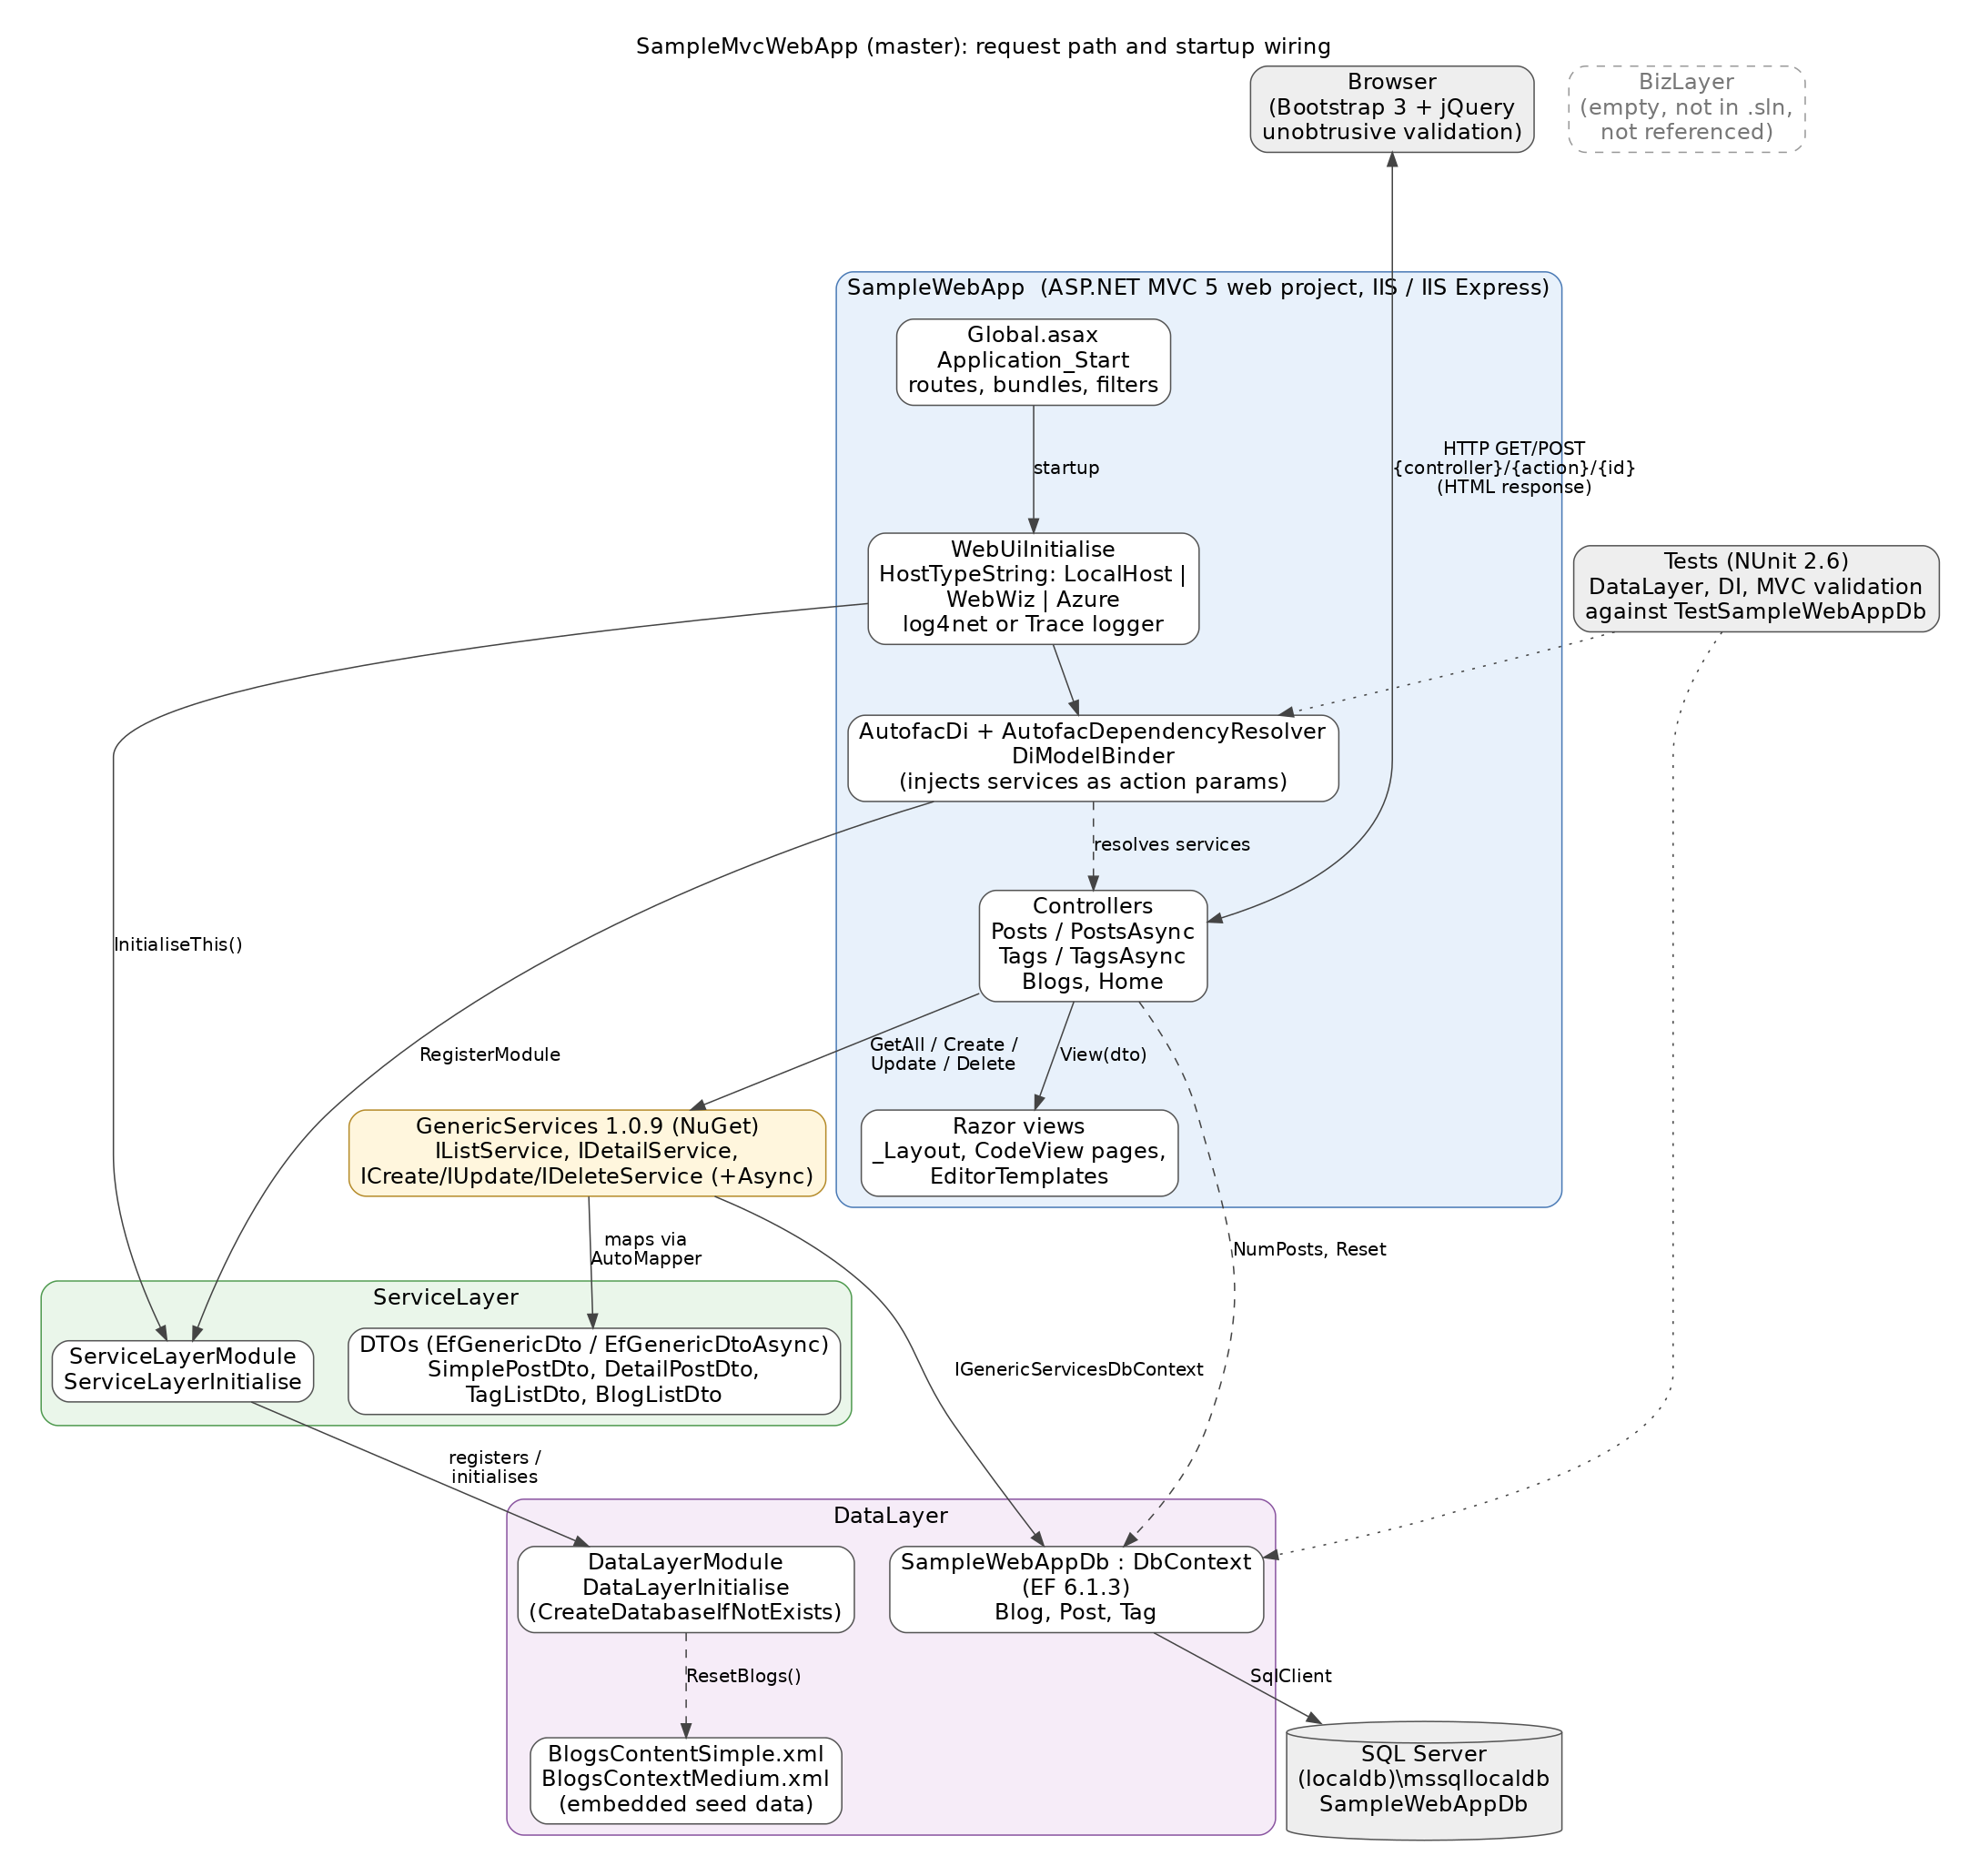 SampleMvcWebApp (master): request path and startup wiring
Browser
(Bootstrap 3 + jQuery
unobtrusive validation)
BizLayer
(empty, not in .sln,
not referenced)
SampleWebApp  (ASP.NET MVC 5 web project, IIS / IIS Express)
Global.asax
Application_Start
routes, bundles, filters
startup
HTTP GET/POST
{controller}/{action}/{id}
(HTML response)
WebUiInitialise
HostTypeString: LocalHost |
WebWiz | Azure
log4net or Trace logger
Tests (NUnit 2.6)
DataLayer, DI, MVC validation
against TestSampleWebAppDb
AutofacDi + AutofacDependencyResolver
DiModelBinder
(injects services as action params)
resolves services
Controllers
Posts / PostsAsync
Tags / TagsAsync
Blogs, Home
InitialiseThis()
RegisterModule
GetAll / Create /
Update / Delete
View(dto)
GenericServices 1.0.9 (NuGet)
IListService, IDetailService,
ICreate/IUpdate/IDeleteService (+Async)
Razor views
_Layout, CodeView pages,
EditorTemplates
maps via
AutoMapper
NumPosts, Reset
ServiceLayer
ServiceLayerModule
ServiceLayerInitialise
DTOs (EfGenericDto / EfGenericDtoAsync)
SimplePostDto, DetailPostDto,
TagListDto, BlogListDto
IGenericServicesDbContext
registers /
initialises
DataLayer
DataLayerModule
DataLayerInitialise
(CreateDatabaseIfNotExists)
SampleWebAppDb : DbContext
(EF 6.1.3)
Blog, Post, Tag
ResetBlogs()
SqlClient
BlogsContentSimple.xml
BlogsContextMedium.xml
(embedded seed data)
SQL Server
(localdb)\mssqllocaldb
SampleWebAppDb